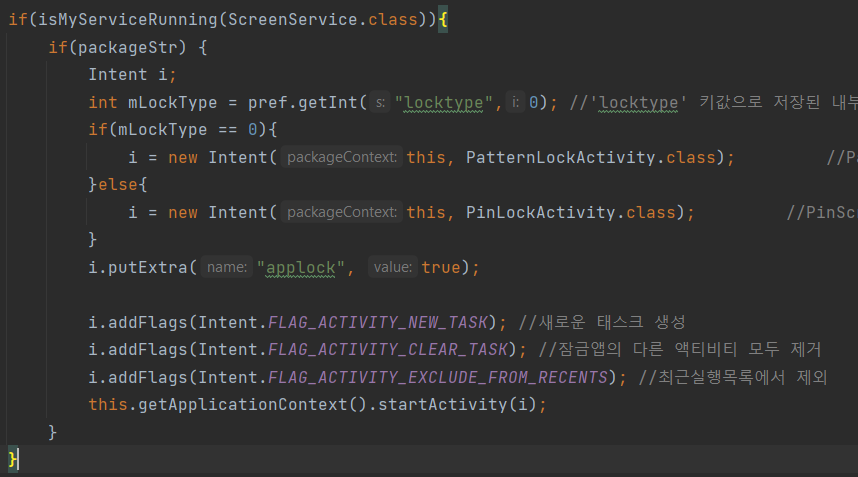 if(isMyServiceRunning(ScreenService.class)){
if(packageStr) {
Intent i;
int mLockType = pref.getInt( s: "locktype", i: 0); //'locktype' 키값으로 저장된 내부
if(mLockType == 0){
i = new Intent( packageContext: this, PatternLockActivity.class); //Pa
}else{
i = new Intent( packageContext: this, PinLockActivity.class); //PinScr
}
i.putExtra( name: "applock", value: true);
i.addFlags(Intent.FLAG_ACTIVITY_NEW_TASK); //새로운 태스크 생성
i.addFlags(Intent.FLAG_ACTIVITY_CLEAR_TASK); //잠금앱의 다른 액티비티 모두 제거
i.addFlags(Intent.FLAG_ACTIVITY_EXCLUDE_FROM_RECENTS); //최근실행목록에서 제외
this.getApplicationContext().startActivity(i);
}
}